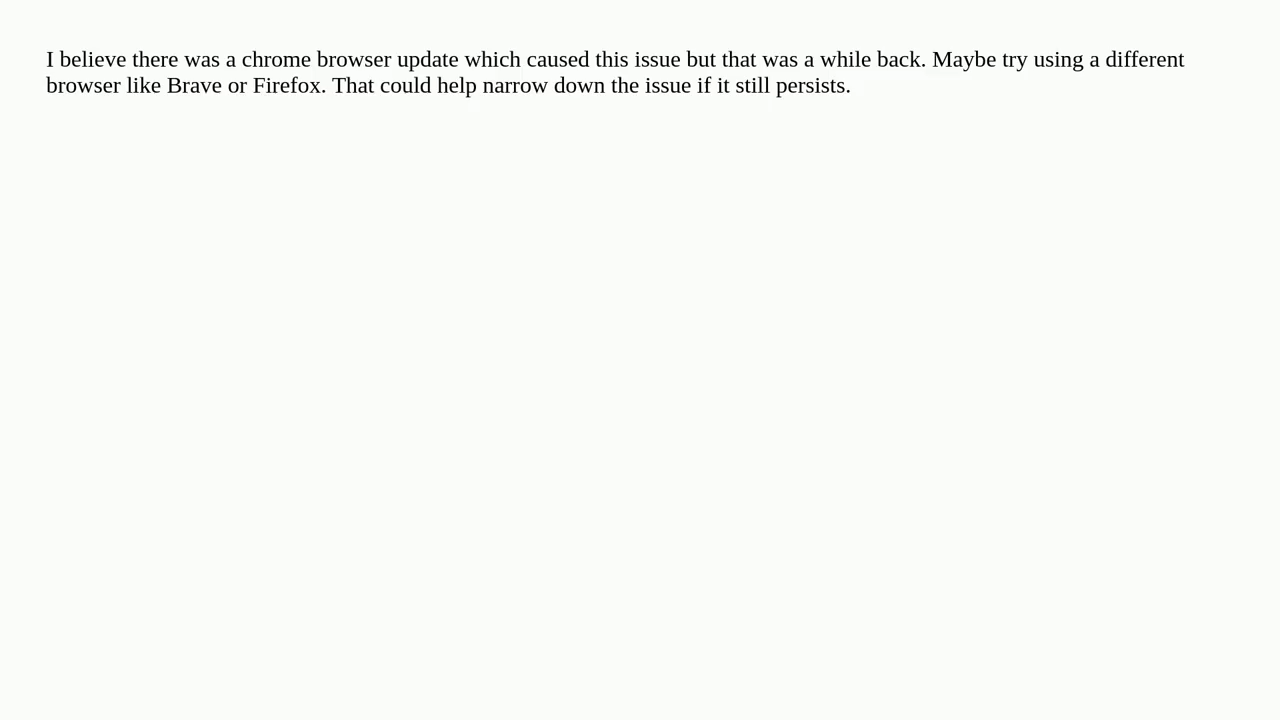 I believe there was a chrome browser update which caused this issue but that was a while back. Maybe try using a different
browser like Brave or Firefox. That could help narrow down the issue if it still persists.